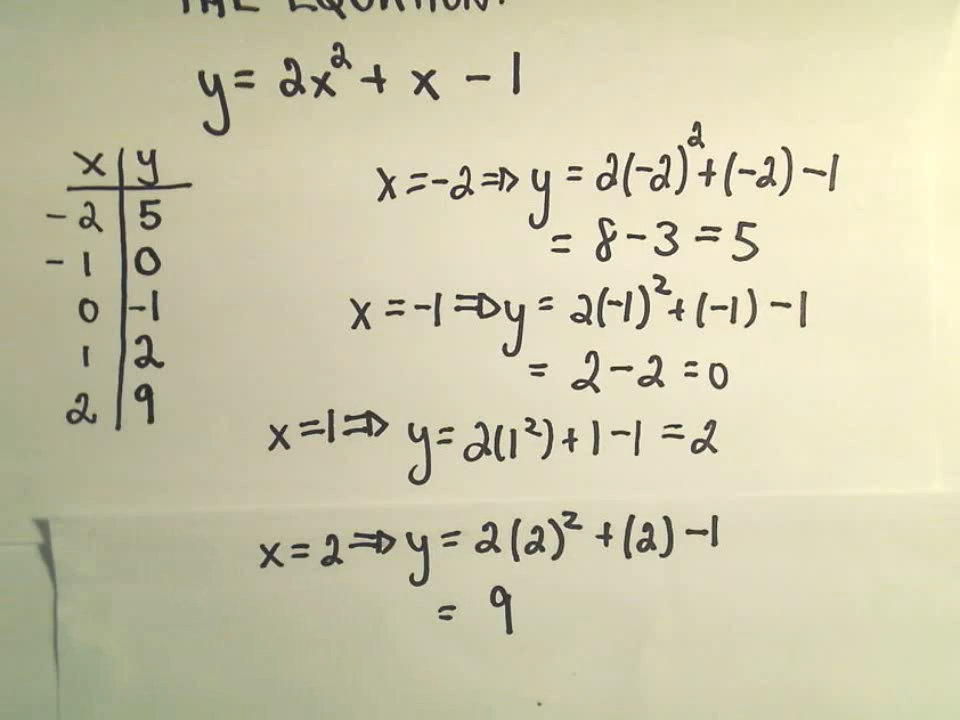 THE EQUATION:
y = 2x² + x - 1
x | y
-2 | 5
-1 | 0
0 | -1
1 | 2
2 | 9
x = -2 ⇒ y = 2(-2)² + (-2) - 1
= 8 - 3 = 5
x = -1 ⇒ y = 2(-1)² + (-1) - 1
= 2 - 2 = 0
x = 1 ⇒ y = 2(1²) + 1 - 1 = 2
x = 2 ⇒ y = 2(2)² + (2) - 1
= 9